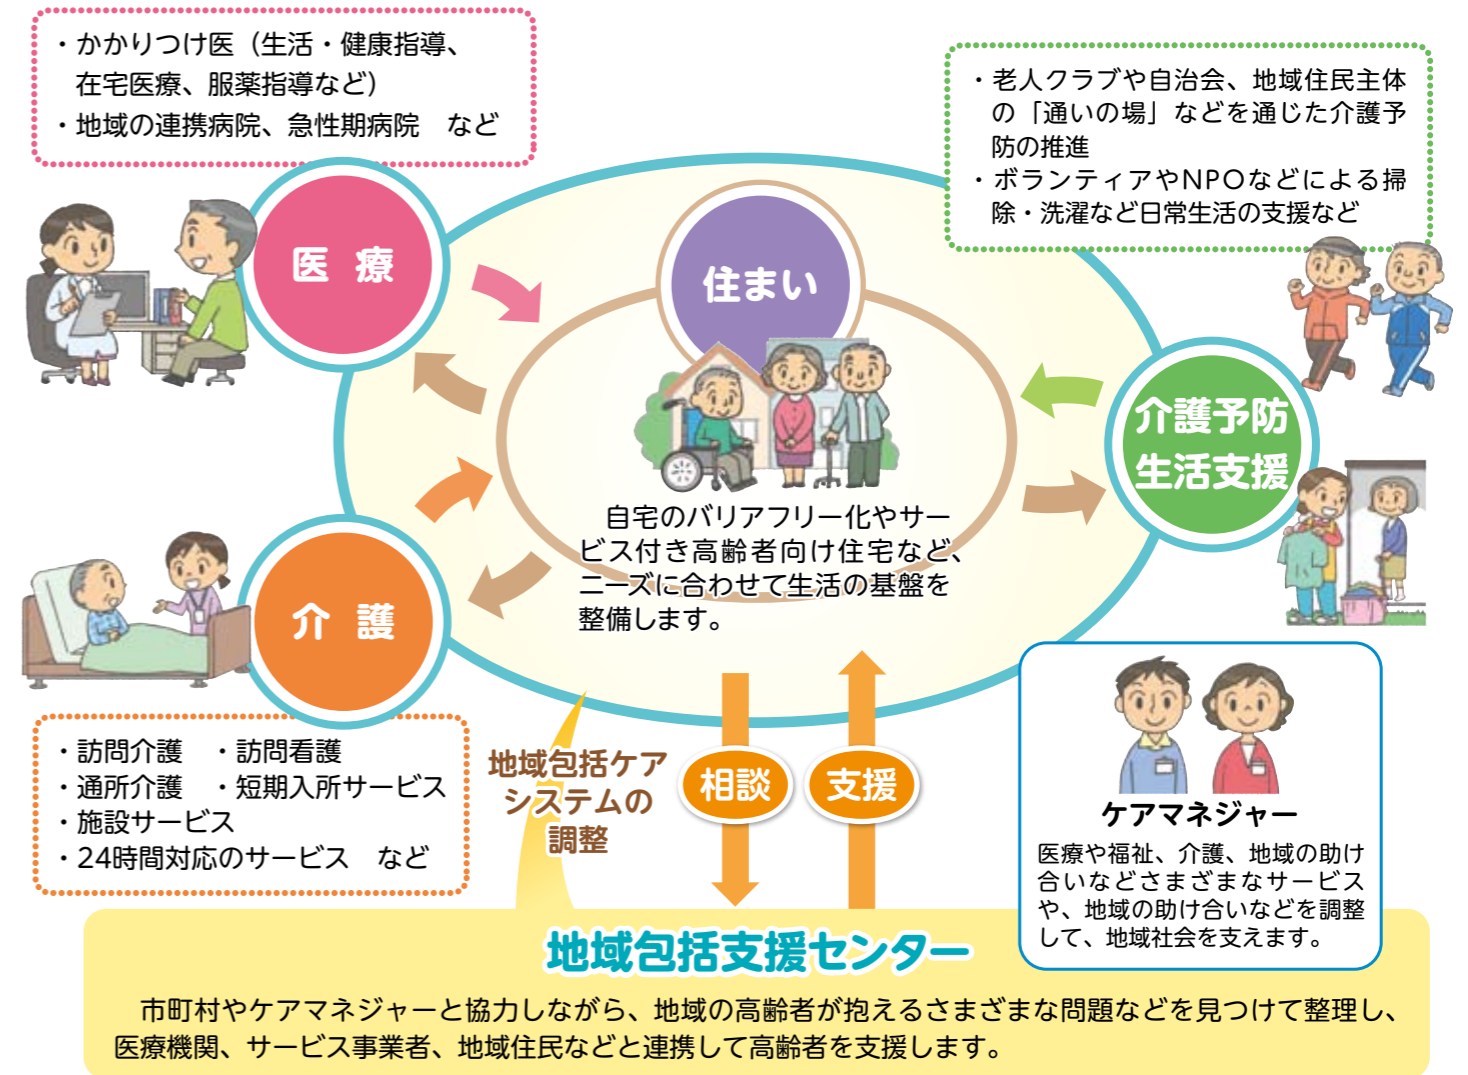 ・かかりつけ医（生活・健康指導、
在宅医療、服薬指導など）
・地域の連携病院、急性期病院　など
医 療
住まい
・老人クラブや自治会、地域住民主体
の「通いの場」などを通じた介護予
防の推進
・ボランティアやNPOなどによる掃
除・洗濯など日常生活の支援など
介護予防
生活支援
自宅のバリアフリー化やサー
ビス付き高齢者向け住宅など、
ニーズに合わせて生活の基盤を
整備します。
介 護
・訪問介護　・訪問看護
・通所介護　・短期入所サービス
・施設サービス
・24時間対応のサービス　など
地域包括ケア
システムの
調整
相談
支援
ケアマネジャー
医療や福祉、介護、地域の助け
合いなどさまざまなサービス
や、地域の助け合いなどを調整
して、地域社会を支えます。
地域包括支援センター
市町村やケアマネジャーと協力しながら、地域の高齢者が抱えるさまざまな問題などを見つけて整理し、
医療機関、サービス事業者、地域住民などと連携して高齢者を支援します。